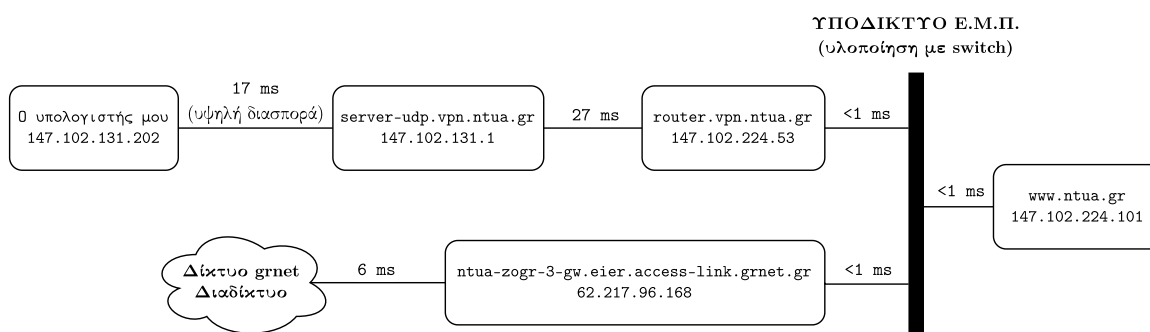 ΥΠΟΔΙΚΤΥΟ Ε.Μ.Π.
(υλοποίηση με switch)
17 ms
(υψηλή διασπορά)
27 ms
<1 ms
Ο υπολογιστής μου
147.102.131.202
server-udp.vpn.ntua.gr
147.102.131.1
router.vpn.ntua.gr
147.102.224.53
<1 ms
www.ntua.gr
147.102.224.101
Δίκτυο grnet
Διαδίκτυο
6 ms
ntua-zogr-3-gw.eier.access-link.grnet.gr
62.217.96.168
<1 ms